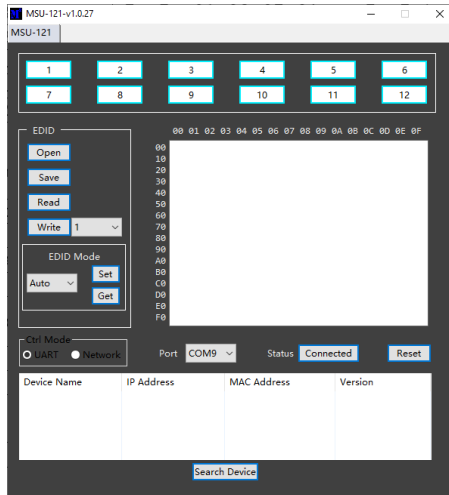 MSU-121-v1.0.27
MSU-121
1 2 3 4 5 6
7 8 9 10 11 12
EDID
00 01 02 03 04 05 06 07 08 09 0A 0B 0C 0D 0E 0F
Open
Save
Read
Write 1
EDID Mode
Auto
Set
Get
00
10
20
30
40
50
60
70
80
90
A0
B0
C0
D0
E0
F0
Ctrl Mode
UART Network
Port COM9 Status Connected Reset
Device Name IP Address MAC Address Version
Search Device